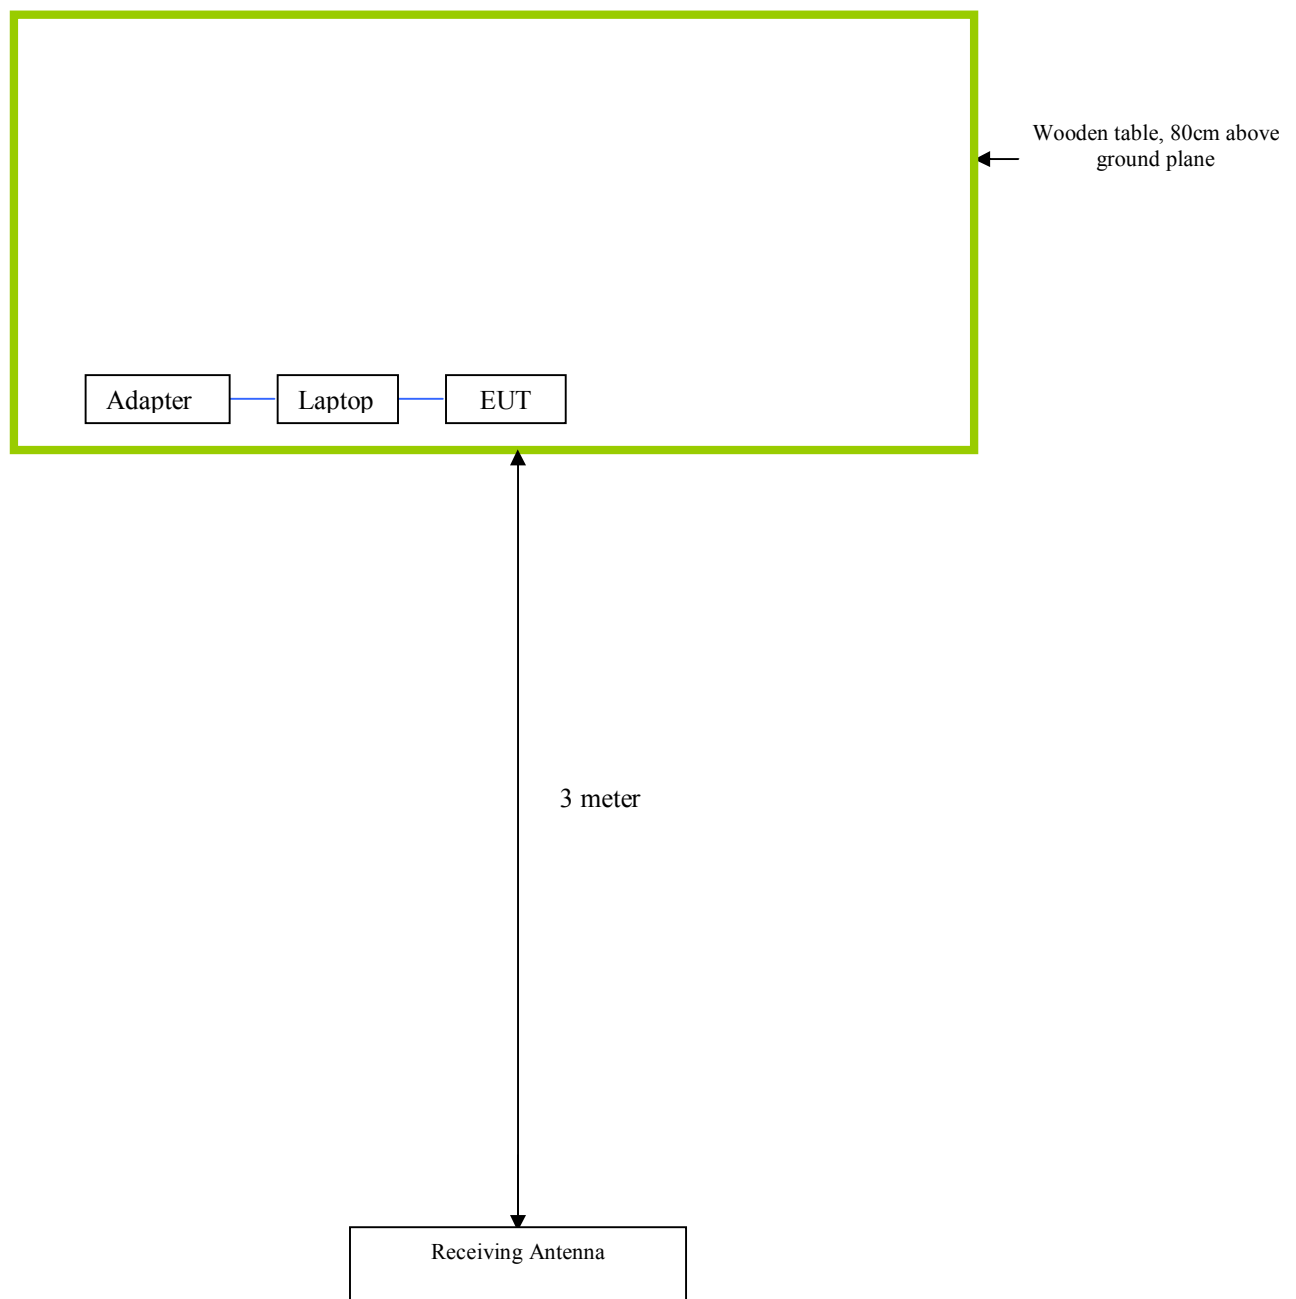 Wooden table, 80cm above
ground plane
Adapter
Laptop
EUT
3 meter
Receiving Antenna